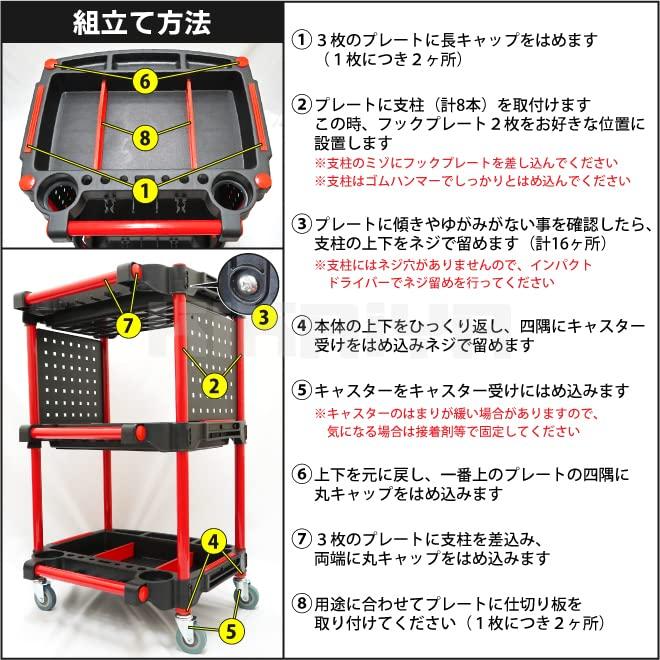 組立て方法
① 3枚のプレートに長キャップをはめます
（1枚につき2ヶ所）
② プレートに支柱（計8本）を取付けます
この時、フックプレート2枚をお好きな位置に
設置します
※支柱のミゾにフックプレートを差し込んでください
※支柱はゴムハンマーでしっかりとはめ込んでください
③ プレートに傾きやゆがみがない事を確認したら、
支柱の上下をネジで留めます（計16ヶ所）
※支柱にはネジ穴がありませんので、インパクト
ドライバーでネジ留めを行ってください
④ 本体の上下をひっくり返し、四隅にキャスター
受けをはめ込みネジで留めます
⑤ キャスターをキャスター受けにはめ込みます
※キャスターのはまりが緩い場合がありますので、
気になる場合は接着剤等で固定してください
⑥ 上下を元に戻し、一番上のプレートの四隅に
丸キャップをはめ込みます
⑦ 3枚のプレートに支柱を差込み、
両端に丸キャップをはめ込みます
⑧ 用途に合わせてプレートに仕切り板を
取り付けてください（1枚につき2ヶ所）
6
8
1
7
3
2
4
5